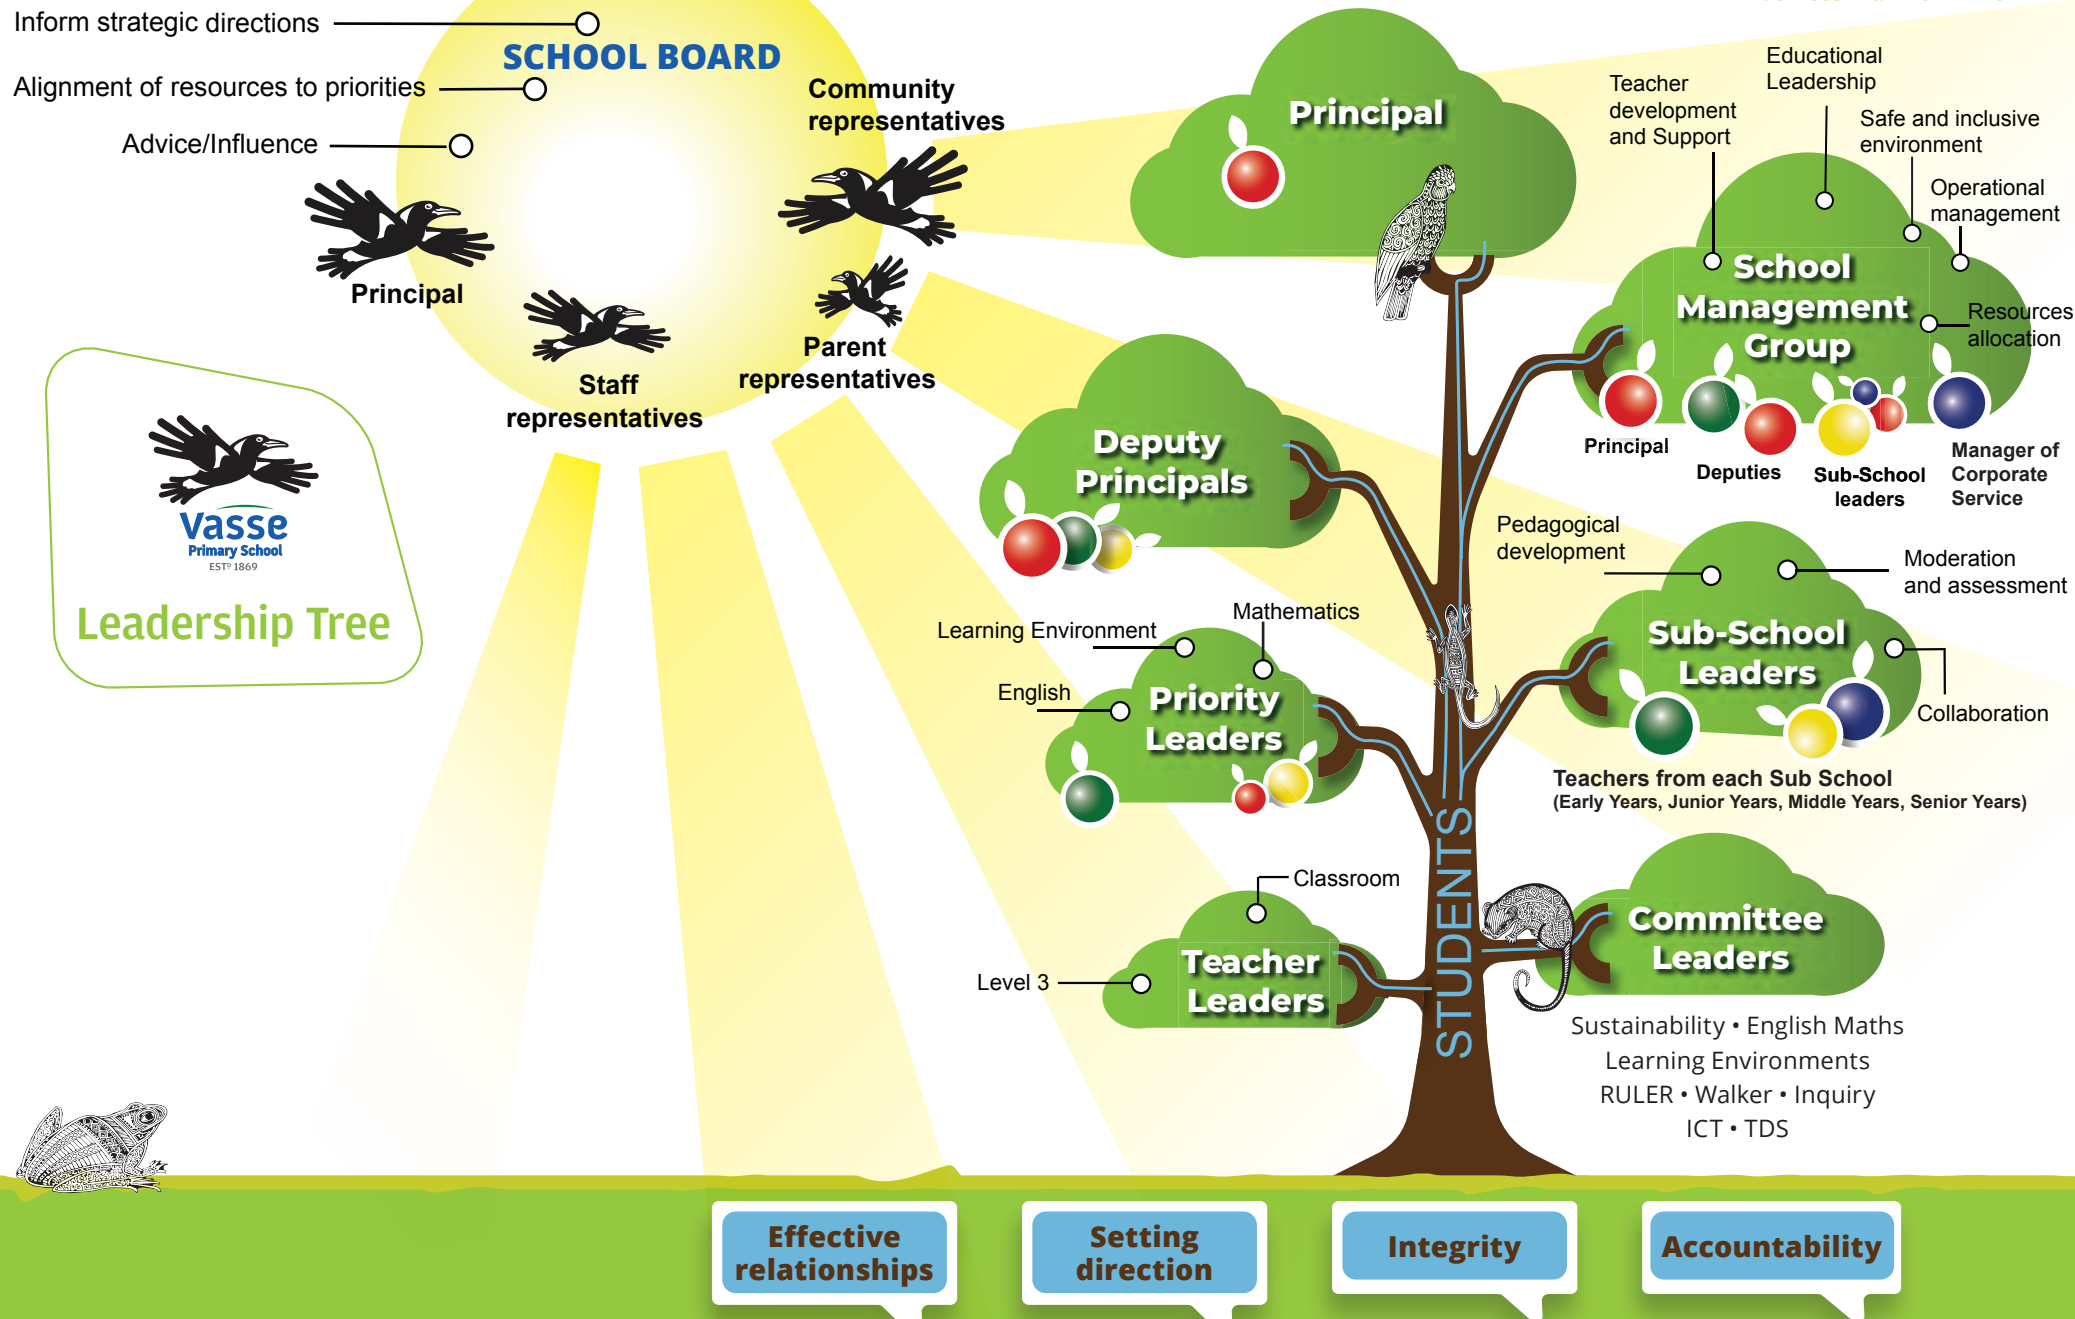 Inform strategic directions
SCHOOL BOARD
Alignment of resources to priorities
Advice/Influence
Community
representatives
Principal
Parent
representatives
Staff
representatives
Vasse
Primary School
ESTº 1869
Leadership Tree
Principal
Educational
Leadership
Teacher
development
and Support
Safe and inclusive
environment
Operational
management
School
Management
Group
Resources
allocation
Principal
Deputies
Sub-School
leaders
Manager of
Corporate
Service
Deputy
Principals
Pedagogical
development
Moderation
and assessment
Sub-School
Leaders
Collaboration
Teachers from each Sub School
(Early Years, Junior Years, Middle Years, Senior Years)
Learning Environment
Mathematics
English
Priority
Leaders
STUDENTS
Classroom
Level 3
Teacher
Leaders
Committee
Leaders
Sustainability • English Maths
Learning Environments
RULER • Walker • Inquiry
ICT • TDS
Effective
relationships
Setting
direction
Integrity
Accountability